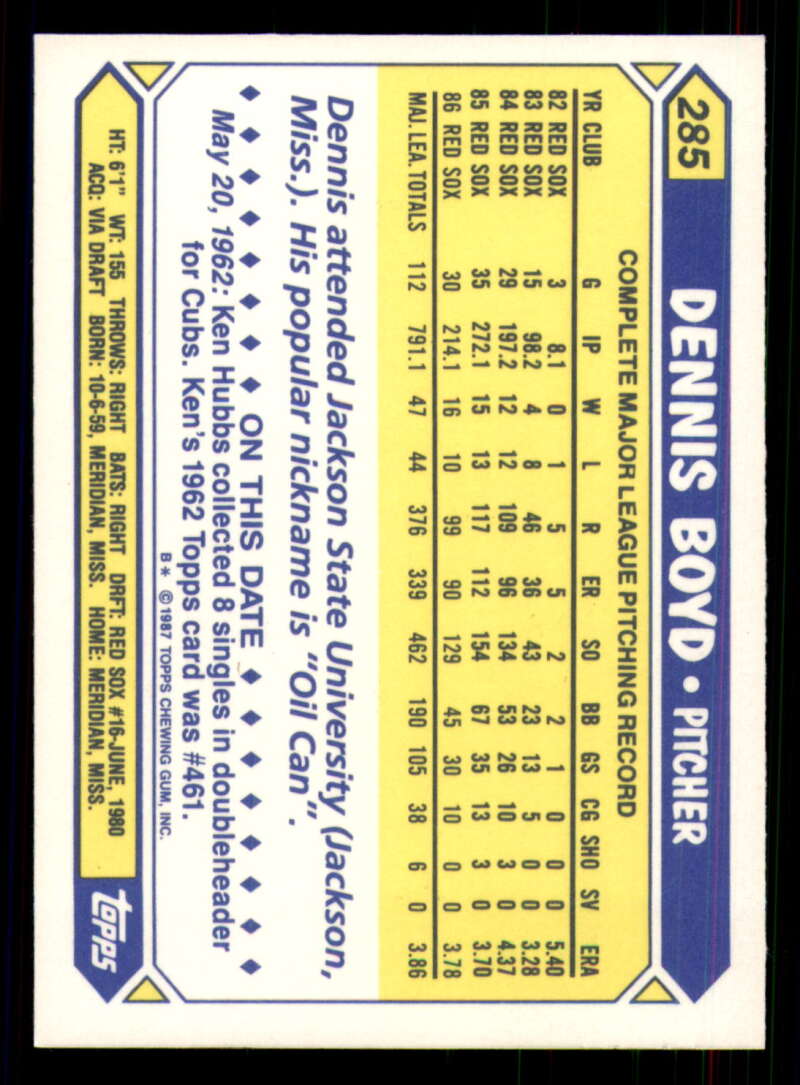 285 DENNIS BOYD • PITCHER
COMPLETE MAJOR LEAGUE PITCHING RECORD
YR CLUB G IP W L R ER SO BB GS CG SHO SV ERA
82 RED SOX 3 8.1 0 1 5 5 2 2 1 0 0 0 5.40
83 RED SOX 15 98.2 4 8 46 36 43 23 13 5 0 0 3.28
84 RED SOX 29 197.2 12 12 109 96 134 53 26 10 3 0 4.37
85 RED SOX 35 272.1 15 13 117 112 154 67 35 13 3 0 3.70
86 RED SOX 30 214.1 16 10 99 90 129 45 30 10 0 0 3.78
MAJ. LEA. TOTALS 112 791.1 47 44 376 339 462 190 105 38 6 0 3.86
Dennis attended Jackson State University (Jackson,
Miss.). His popular nickname is "Oil Can".
♦ ♦ ♦ ♦ ♦ ♦ ♦ ON THIS DATE ♦ ♦ ♦ ♦ ♦ ♦ ♦ ♦
May 20, 1962: Ken Hubbs collected 8 singles in doubleheader
for Cubs. Ken's 1962 Topps card was #461.
B* © 1987 TOPPS CHEWING GUM, INC.
HT: 6'1" WT: 155 THROWS: RIGHT BATS: RIGHT DRFT: RED SOX #16-JUNE, 1980
ACQ: VIA DRAFT BORN: 10-6-59, MERIDIAN, MISS. HOME: MERIDIAN, MISS.
topps